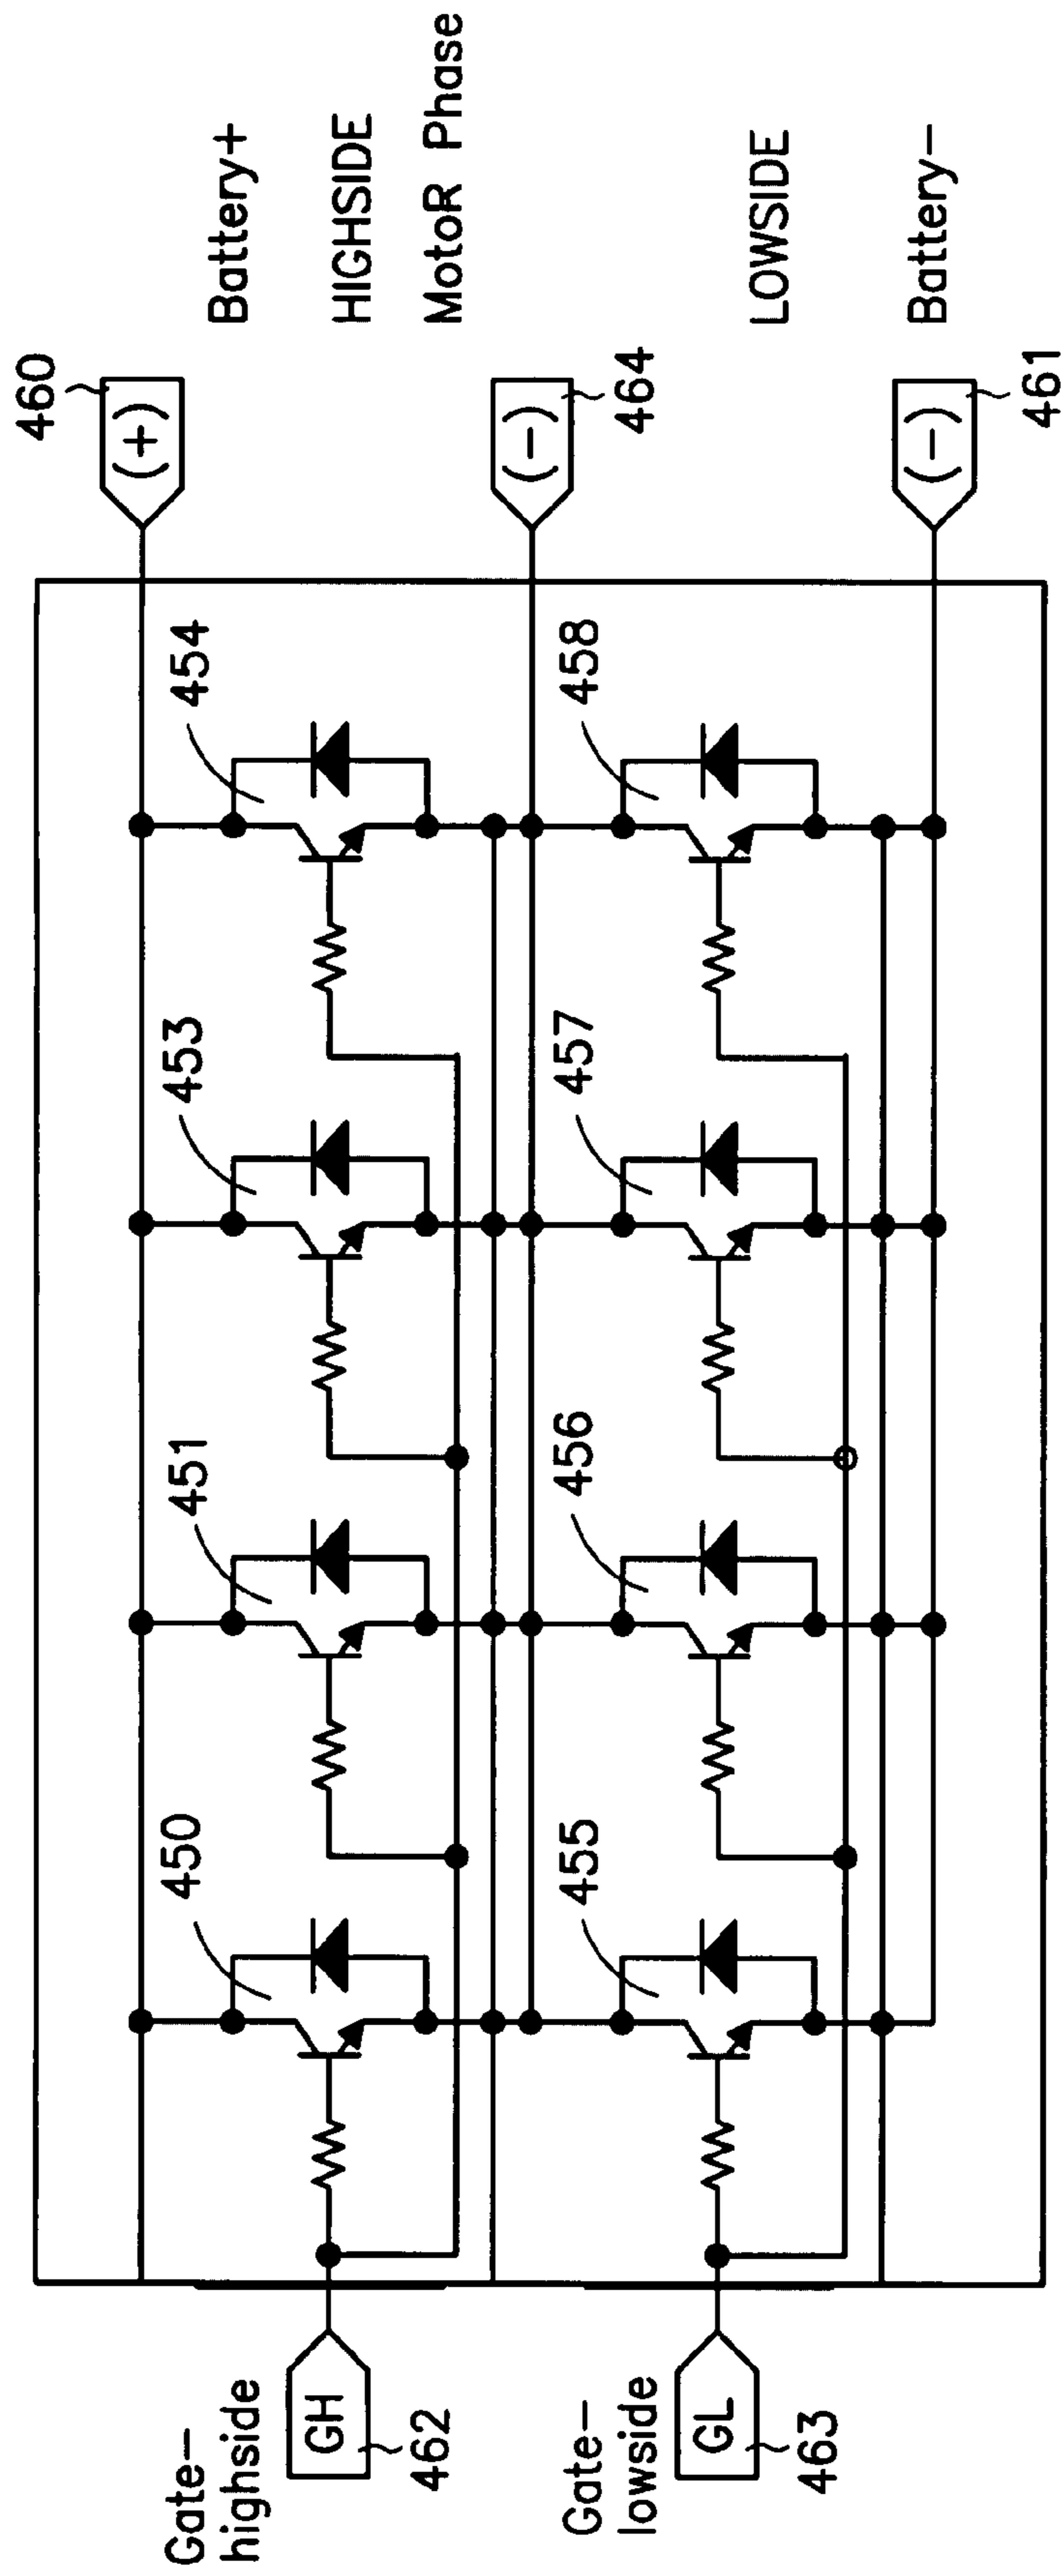 460
(+)
Battery+
HIGHSIDE
MotoR Phase
(-)
464
LOWSIDE
(-)
461
Battery-
450
451
453
454
455
456
457
458
Gate-
highside
GH
462
Gate-
lowside
GL
463